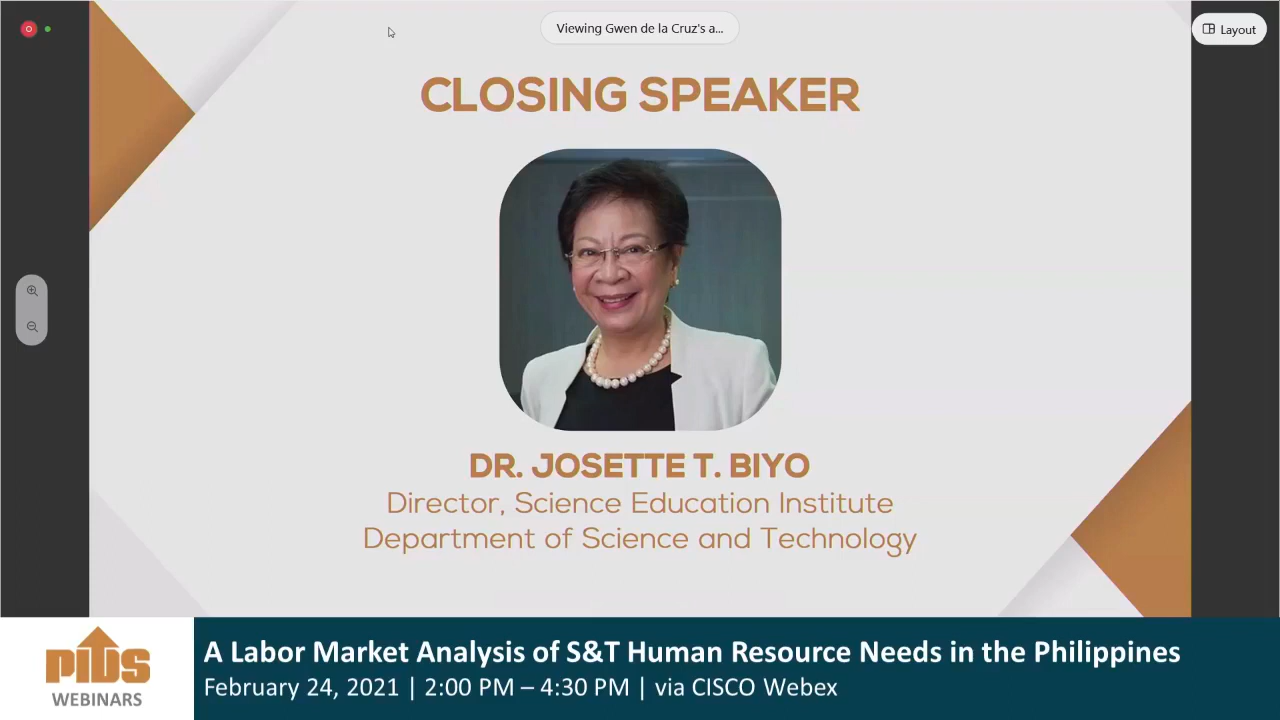 Viewing Gwen de la Cruz's a...
Layout
CLOSING SPEAKER
DR. JOSETTE T. BIYO
Director, Science Education Institute
Department of Science and Technology
PIDS
WEBINARS
A Labor Market Analysis of S&T Human Resource Needs in the Philippines
February 24, 2021 | 2:00 PM – 4:30 PM | via CISCO Webex